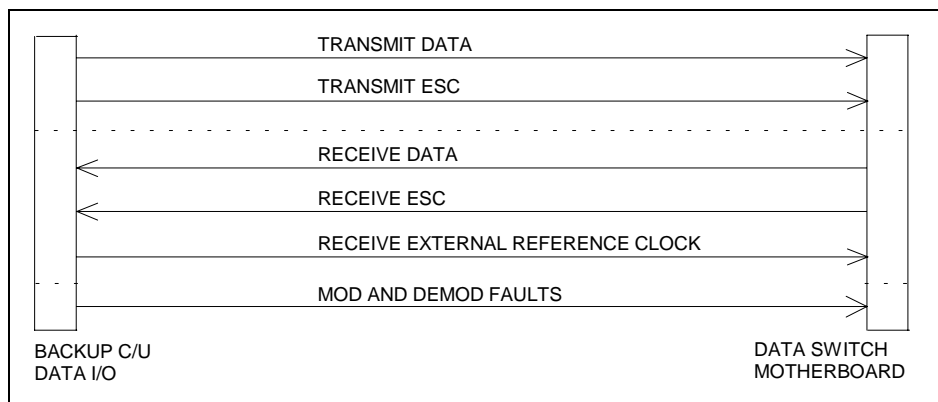 TRANSMIT DATA
TRANSMIT ESC
RECEIVE DATA
RECEIVE ESC
RECEIVE EXTERNAL REFERENCE CLOCK
MOD AND DEMOD FAULTS
BACKUP C/U
DATA I/O
DATA SWITCH
MOTHERBOARD